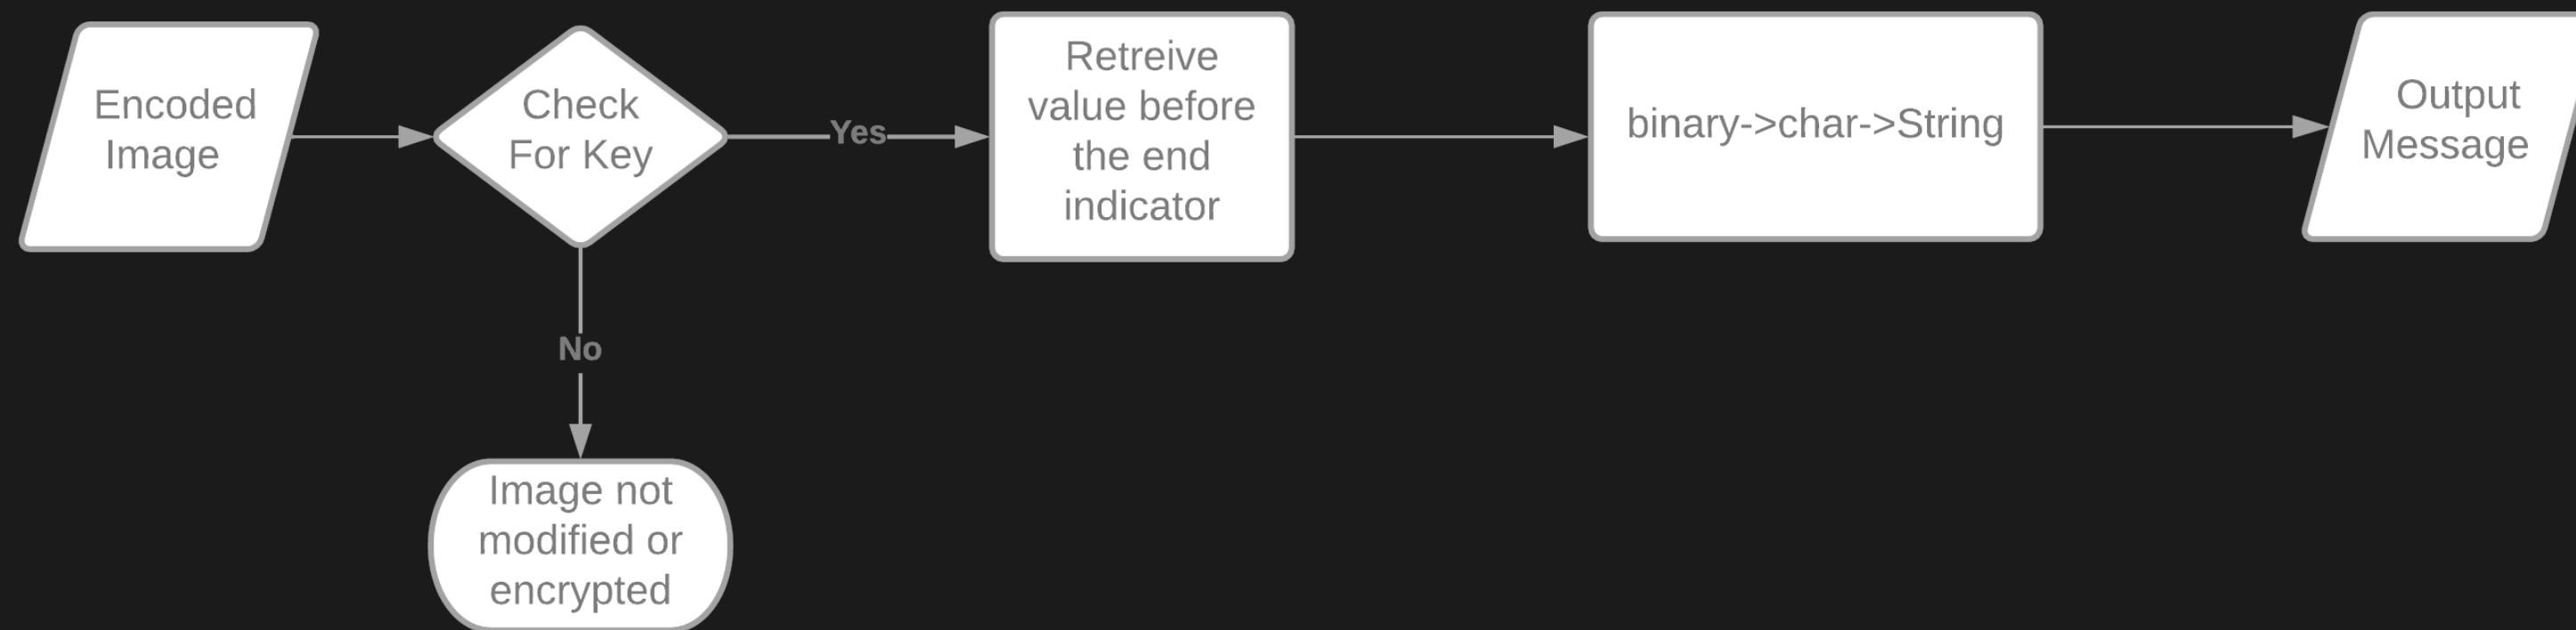 Encoded
Image
Check
For Key
Yes
Retreive
value before
the end
indicator
binary->char->String
Output
Message
No
Image not
modified or
encrypted